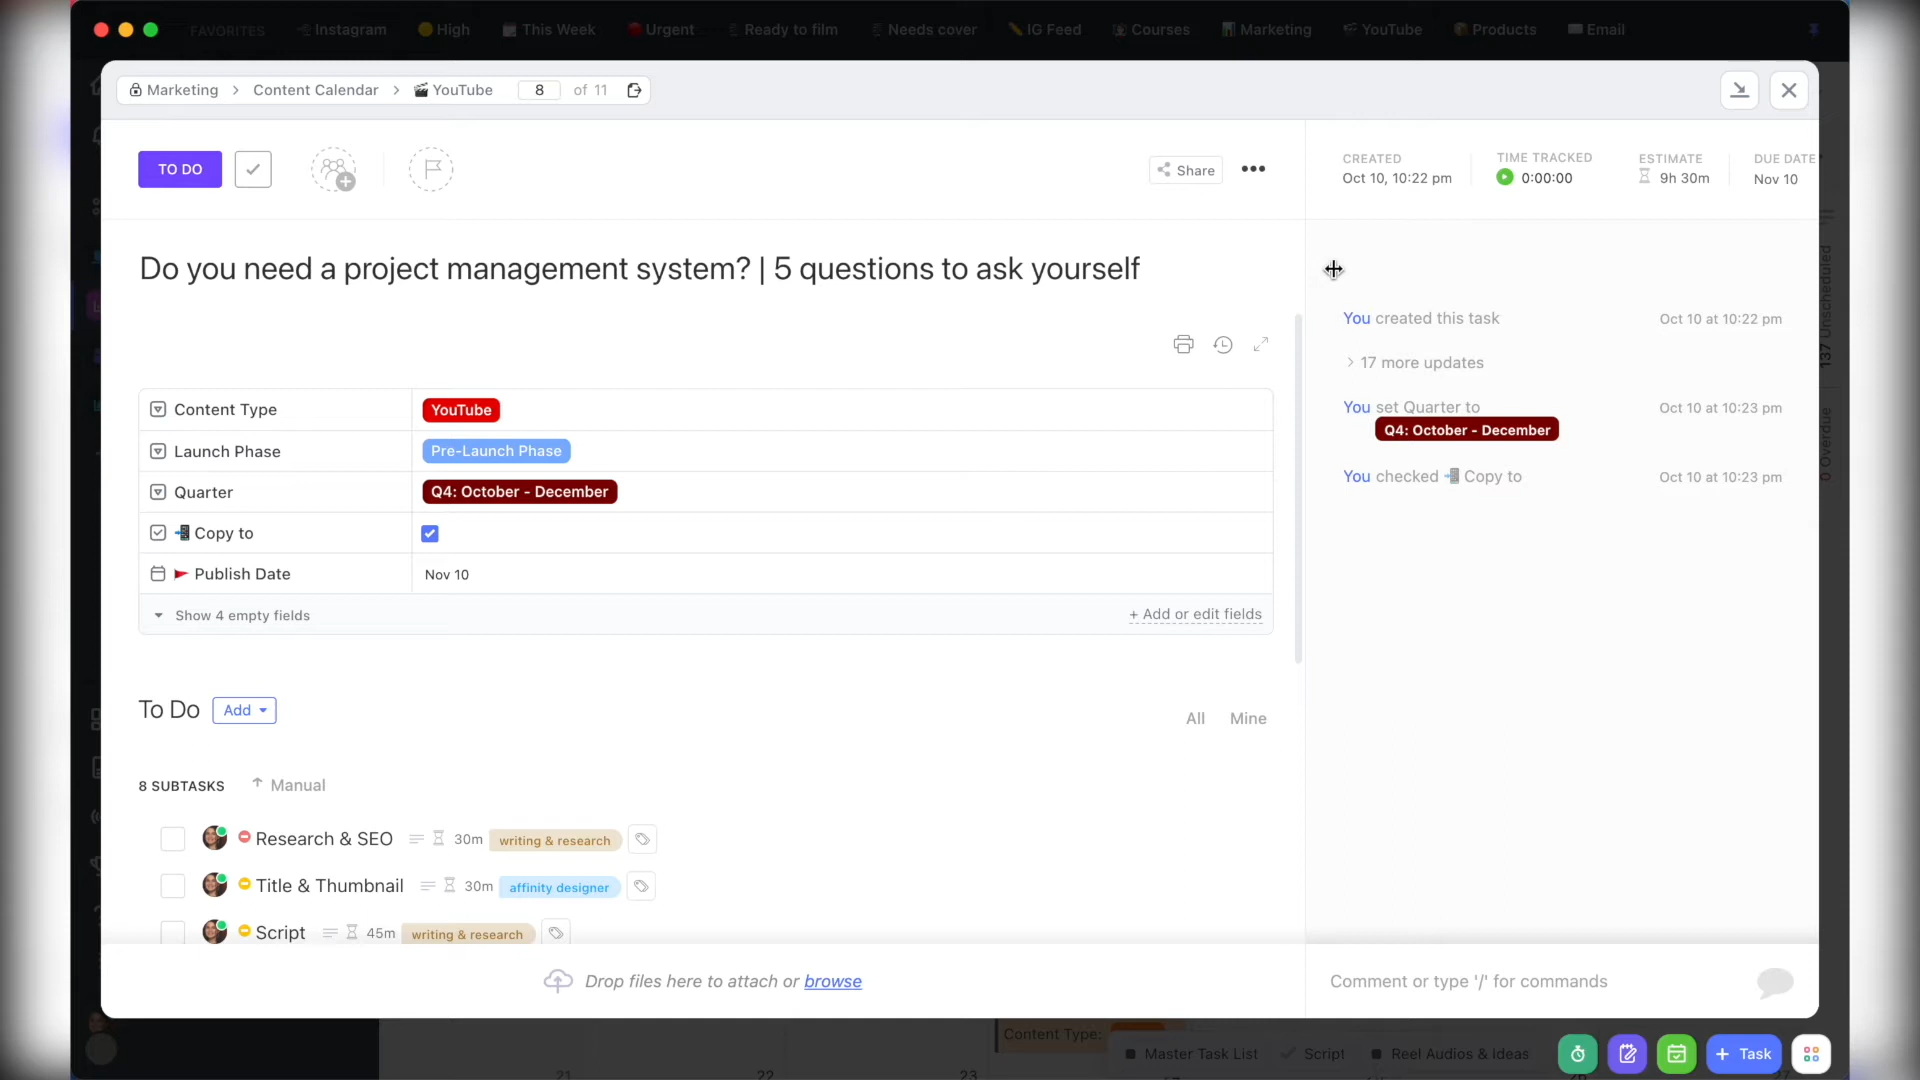 FAVORITES Instagram High This Week Urgent Ready to film Needs cover IG Feed Courses Marketing YouTube Products Email
Marketing > Content Calendar > YouTube 8 of 11
TO DO
Share
CREATED
Oct 10, 10:22 pm
TIME TRACKED
0:00:00
ESTIMATE
9h 30m
DUE DATE
Nov 10
Do you need a project management system? | 5 questions to ask yourself
Content Type YouTube
Launch Phase Pre-Launch Phase
Quarter Q4: October - December
Copy to
Publish Date Nov 10
Show 4 empty fields + Add or edit fields
To Do Add
All Mine
8 SUBTASKS Manual
Research & SEO 30m writing & research
Title & Thumbnail 30m affinity designer
Script 45m writing & research
Drop files here to attach or browse
You created this task Oct 10 at 10:22 pm
17 more updates
You set Quarter to Oct 10 at 10:23 pm
Q4: October - December
You checked Copy to Oct 10 at 10:23 pm
Comment or type '/' for commands
137 Unscheduled
0 Overdue
Content Type:
Master Task List Script Reel Audios & Ideas
+ Task
21 22 23